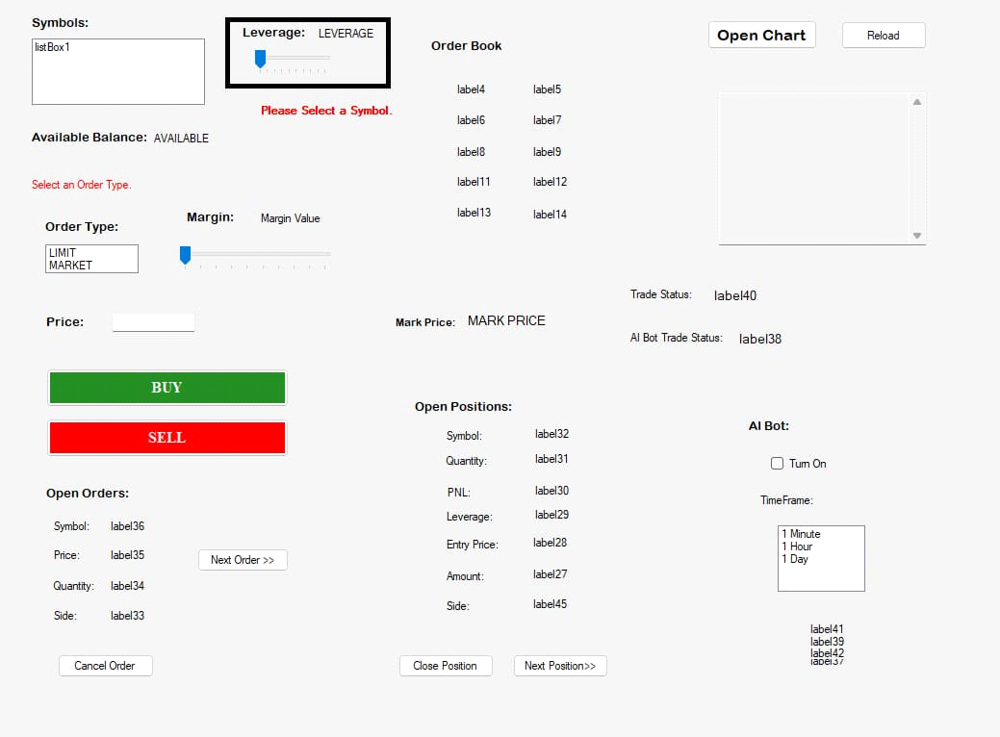 Symbols:
listBox1
Leverage: LEVERAGE
Please Select a Symbol.
Order Book
Open Chart
Reload
label4 label5
label6 label7
label8 label9
label11 label12
label13 label14
Available Balance: AVAILABLE
Select an Order Type.
Order Type:
LIMIT
MARKET
Margin: Margin Value
Price:
Mark Price: MARK PRICE
Trade Status: label40
AI Bot Trade Status: label38
BUY
SELL
Open Orders:
Symbol: label36
Price: label35
Quantity: label34
Side: label33
Next Order >>
Cancel Order
Open Positions:
Symbol: label32
Quantity: label31
PNL: label30
Leverage: label29
Entry Price: label28
Amount: label27
Side: label45
Close Position
Next Position>>
AI Bot:
Turn On
TimeFrame:
1 Minute
1 Hour
1 Day
label41
label39
label42
label37